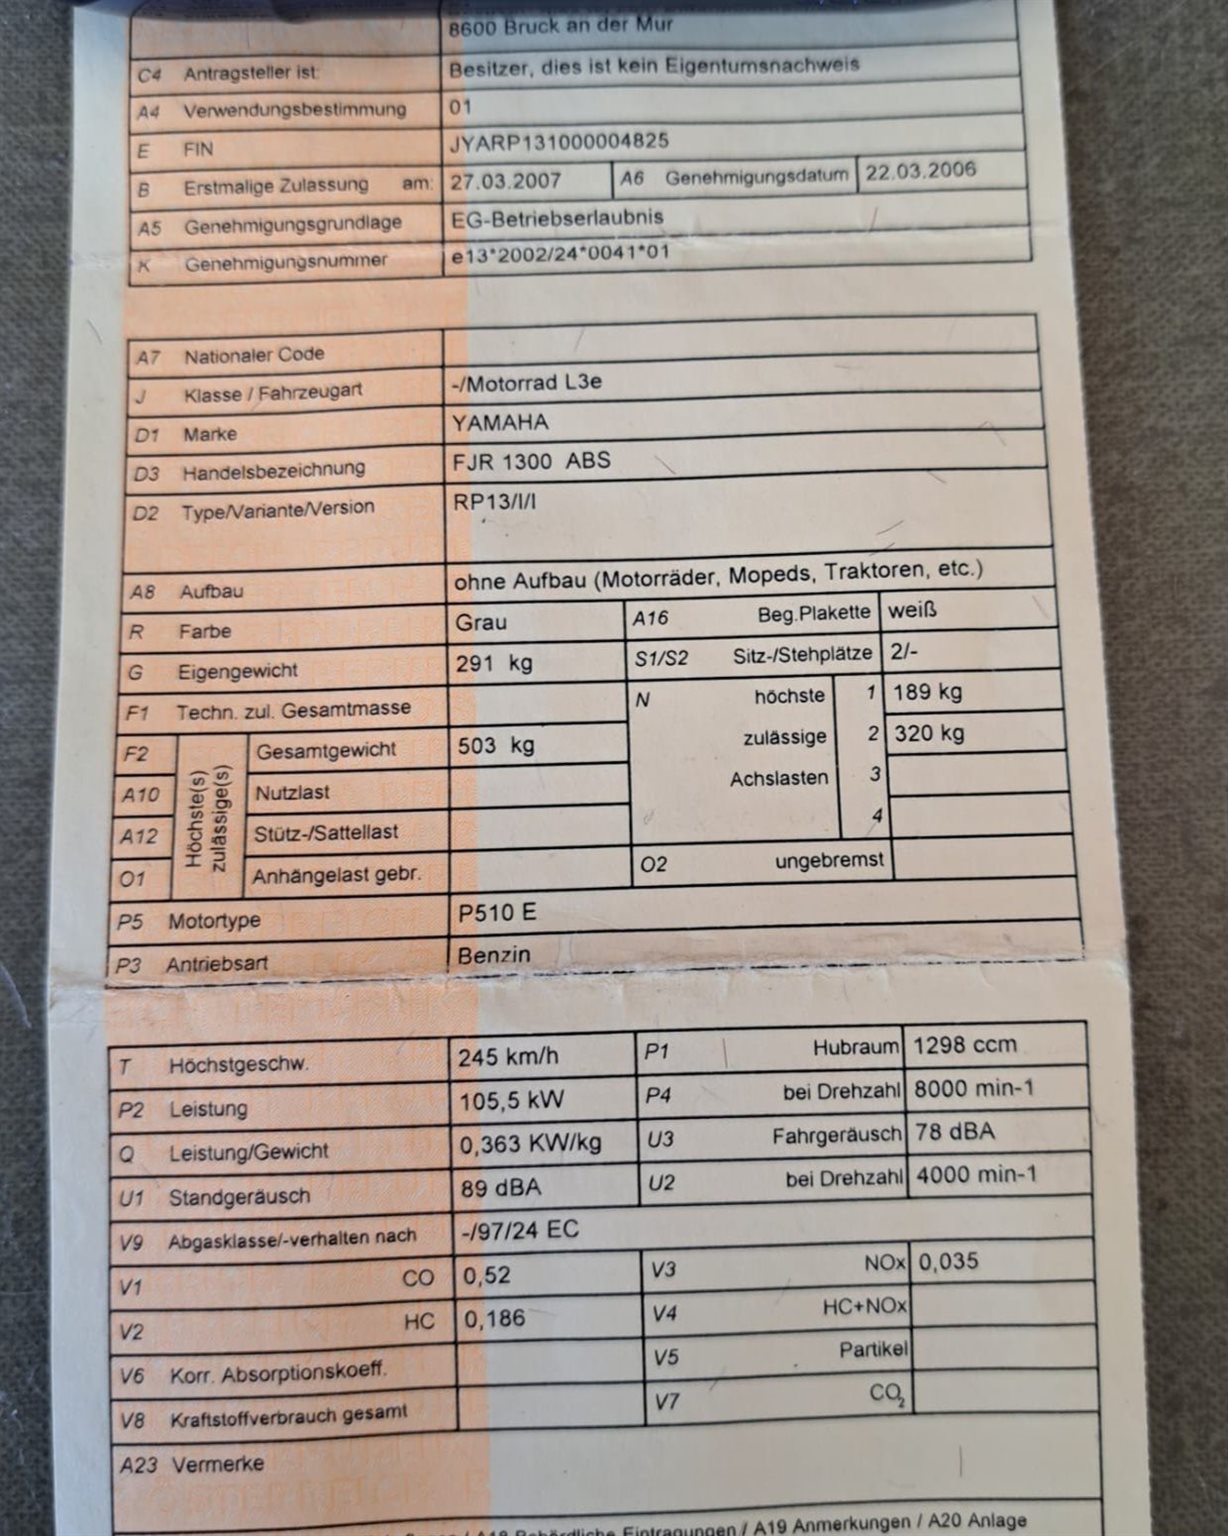 8600 Bruck an der Mur
C4 Antragsteller ist: Besitzer, dies ist kein Eigentumsnachweis
A4 Verwendungsbestimmung 01
E FIN JYARP131000004825
B Erstmalige Zulassung am: 27.03.2007 A6 Genehmigungsdatum 22.03.2006
A5 Genehmigungsgrundlage EG-Betriebserlaubnis
K Genehmigungsnummer e13*2002/24*0041*01
A7 Nationaler Code
J Klasse / Fahrzeugart -/Motorrad L3e
D1 Marke YAMAHA
D3 Handelsbezeichnung FJR 1300 ABS
D2 Type/Variante/Version RP13/I/I
A8 Aufbau ohne Aufbau (Motorräder, Mopeds, Traktoren, etc.)
R Farbe Grau A16 Beg.Plakette weiß
G Eigengewicht 291 kg S1/S2 Sitz-/Stehplätze 2/-
F1 Techn. zul. Gesamtmasse N höchste 1 189 kg
F2 Höchste(s) zulässige(s) Gesamtgewicht 503 kg zulässige 2 320 kg
A10 Nutzlast Achslasten 3
A12 Stütz-/Sattellast 4
O1 Anhängelast gebr. O2 ungebremst
P5 Motortype P510 E
P3 Antriebsart Benzin
T Höchstgeschw. 245 km/h P1 Hubraum 1298 ccm
P2 Leistung 105,5 kW P4 bei Drehzahl 8000 min-1
Q Leistung/Gewicht 0,363 KW/kg U3 Fahrgeräusch 78 dBA
U1 Standgeräusch 89 dBA U2 bei Drehzahl 4000 min-1
V9 Abgasklasse/-verhalten nach -/97/24 EC
V1 CO 0,52 V3 NOx 0,035
V2 HC 0,186 V4 HC+NOx
V6 Korr. Absorptionskoeff. V5 Partikel
V8 Kraftstoffverbrauch gesamt V7 CO2
A23 Vermerke
/ A18 Behördliche Eintragungen / A19 Anmerkungen / A20 Anlage